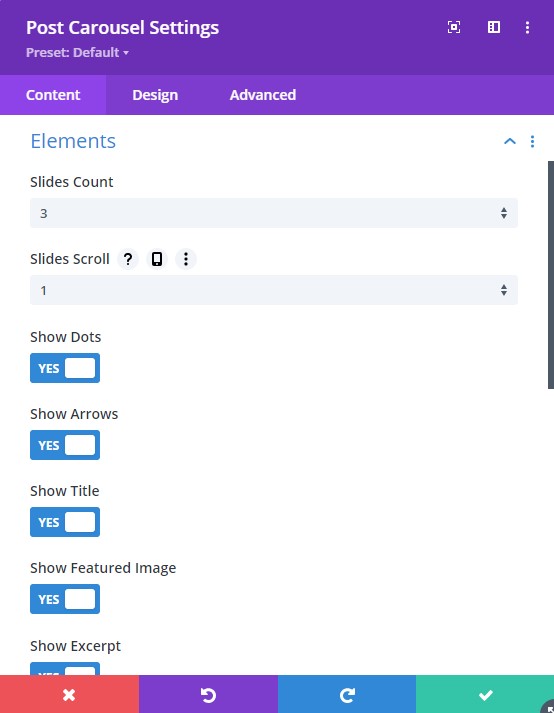 Post Carousel Settings
Preset: Default
Content Design Advanced
Elements
Slides Count
3
Slides Scroll ?
1
Show Dots
YES
Show Arrows
YES
Show Title
YES
Show Featured Image
YES
Show Excerpt
YES